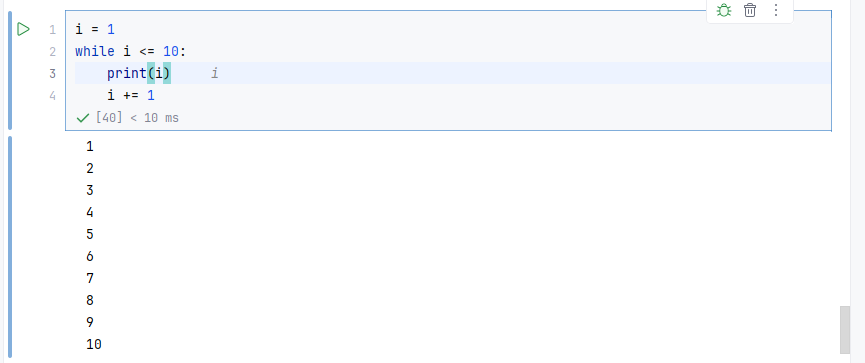 1 i = 1
2 while i <= 10:
3     print(i)     i
4     i += 1
[40] < 10 ms
1
2
3
4
5
6
7
8
9
10